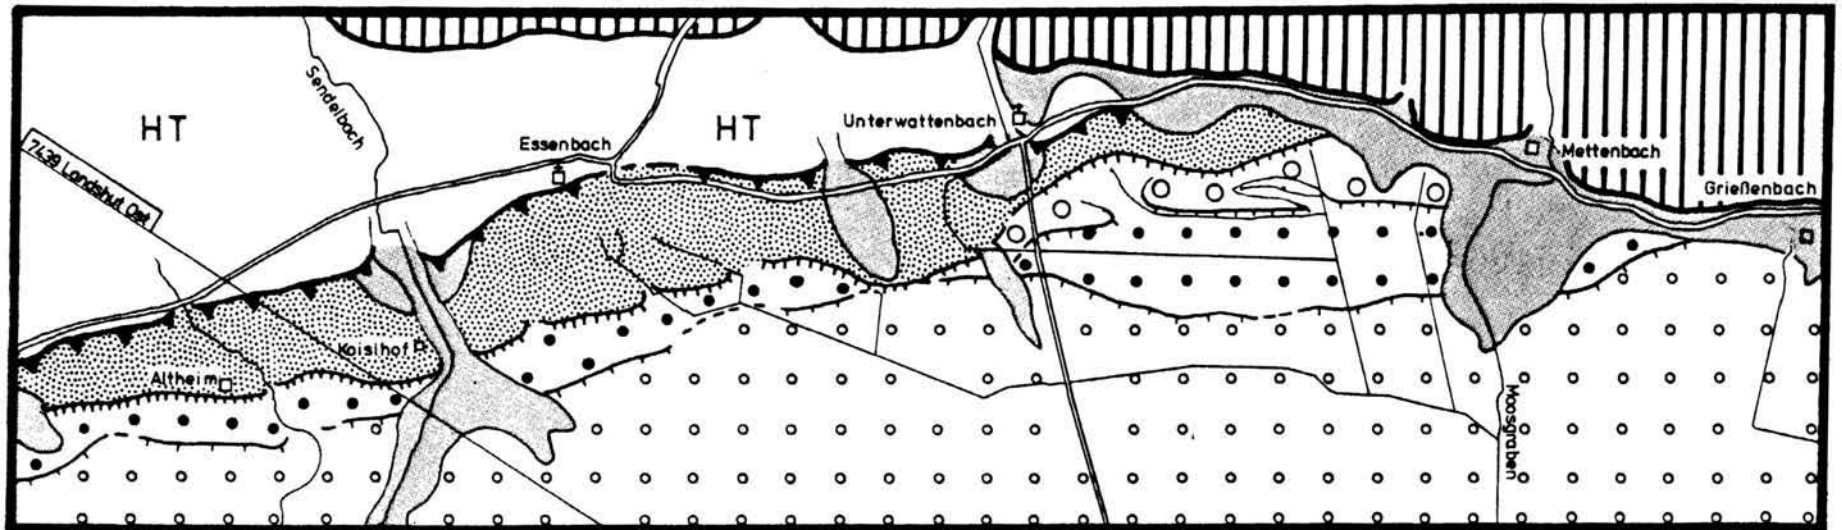 HT
Sendelbach
7439 Landshut Ost
Essenbach
HT
Unterwattenbach
Mettenbach
Grießenbach
Koislhof
Altheim
Moosgraben